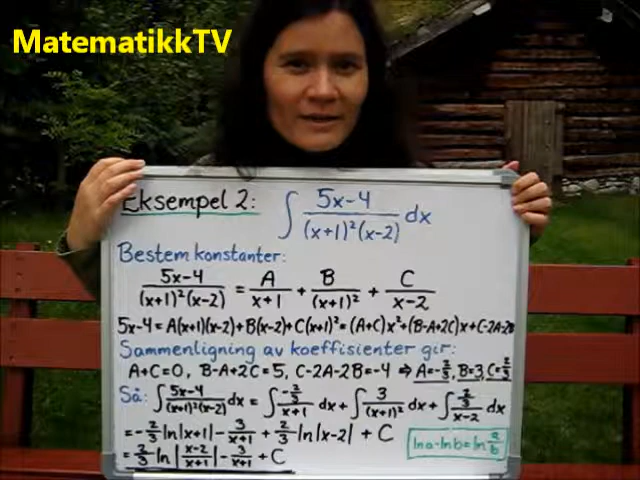 MatematikkTV
Eksempel 2: ∫ (5x-4)/((x+1)²(x-2)) dx
Bestem konstanter:
(5x-4)/((x+1)²(x-2)) = A/(x+1) + B/(x+1)² + C/(x-2)
5x-4 = A(x+1)(x-2)+B(x-2)+C(x+1)² = (A+C)x²+(B-A+2C)x+C-2A-2B
Sammenligning av koeffisienter gir:
A+C=0, B-A+2C=5, C-2A-2B=-4 ⇒ A=-2/3, B=3, C=2/3
Så: ∫ (5x-4)/((x+1)²(x-2)) dx = ∫ (-2/3)/(x+1) dx + ∫ 3/(x+1)² dx + ∫ (2/3)/(x-2) dx
= -2/3 ln|x+1| - 3/(x+1) + 2/3 ln|x-2| + C
= 2/3 ln |(x-2)/(x+1)| - 3/(x+1) + C
lna-lnb=ln a/b